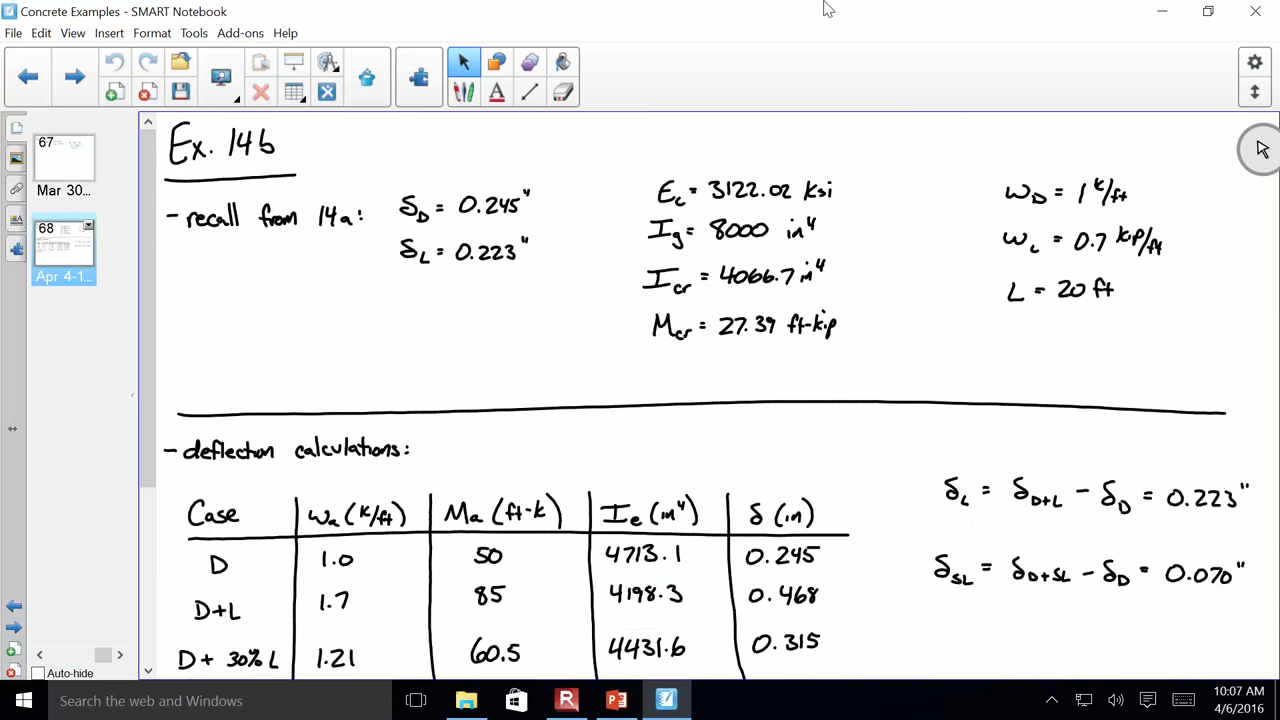 Concrete Examples - SMART Notebook
File Edit View Insert Format Tools Add-ons Help
67
Mar 30...
68
Apr 4-1...
Auto-hide
Ex. 14b
- recall from 14a:
δD = 0.245"
δL = 0.223"
Ec = 3122.02 ksi
Ig = 8000 in⁴
Icr = 4066.7 in⁴
Mcr = 27.39 ft-kip
wD = 1 k/ft
wL = 0.7 kip/ft
L = 20 ft
- deflection calculations:
Case wa (k/ft) Ma (ft-k) Ie (in⁴) δ (in)
D 1.0 50 4713.1 0.245
D+L 1.7 85 4198.3 0.468
D + 30% L 1.21 60.5 4431.6 0.315
δL = δD+L - δD = 0.223"
δSL = δD+SL - δD = 0.070"
Search the web and Windows
10:07 AM
4/6/2016